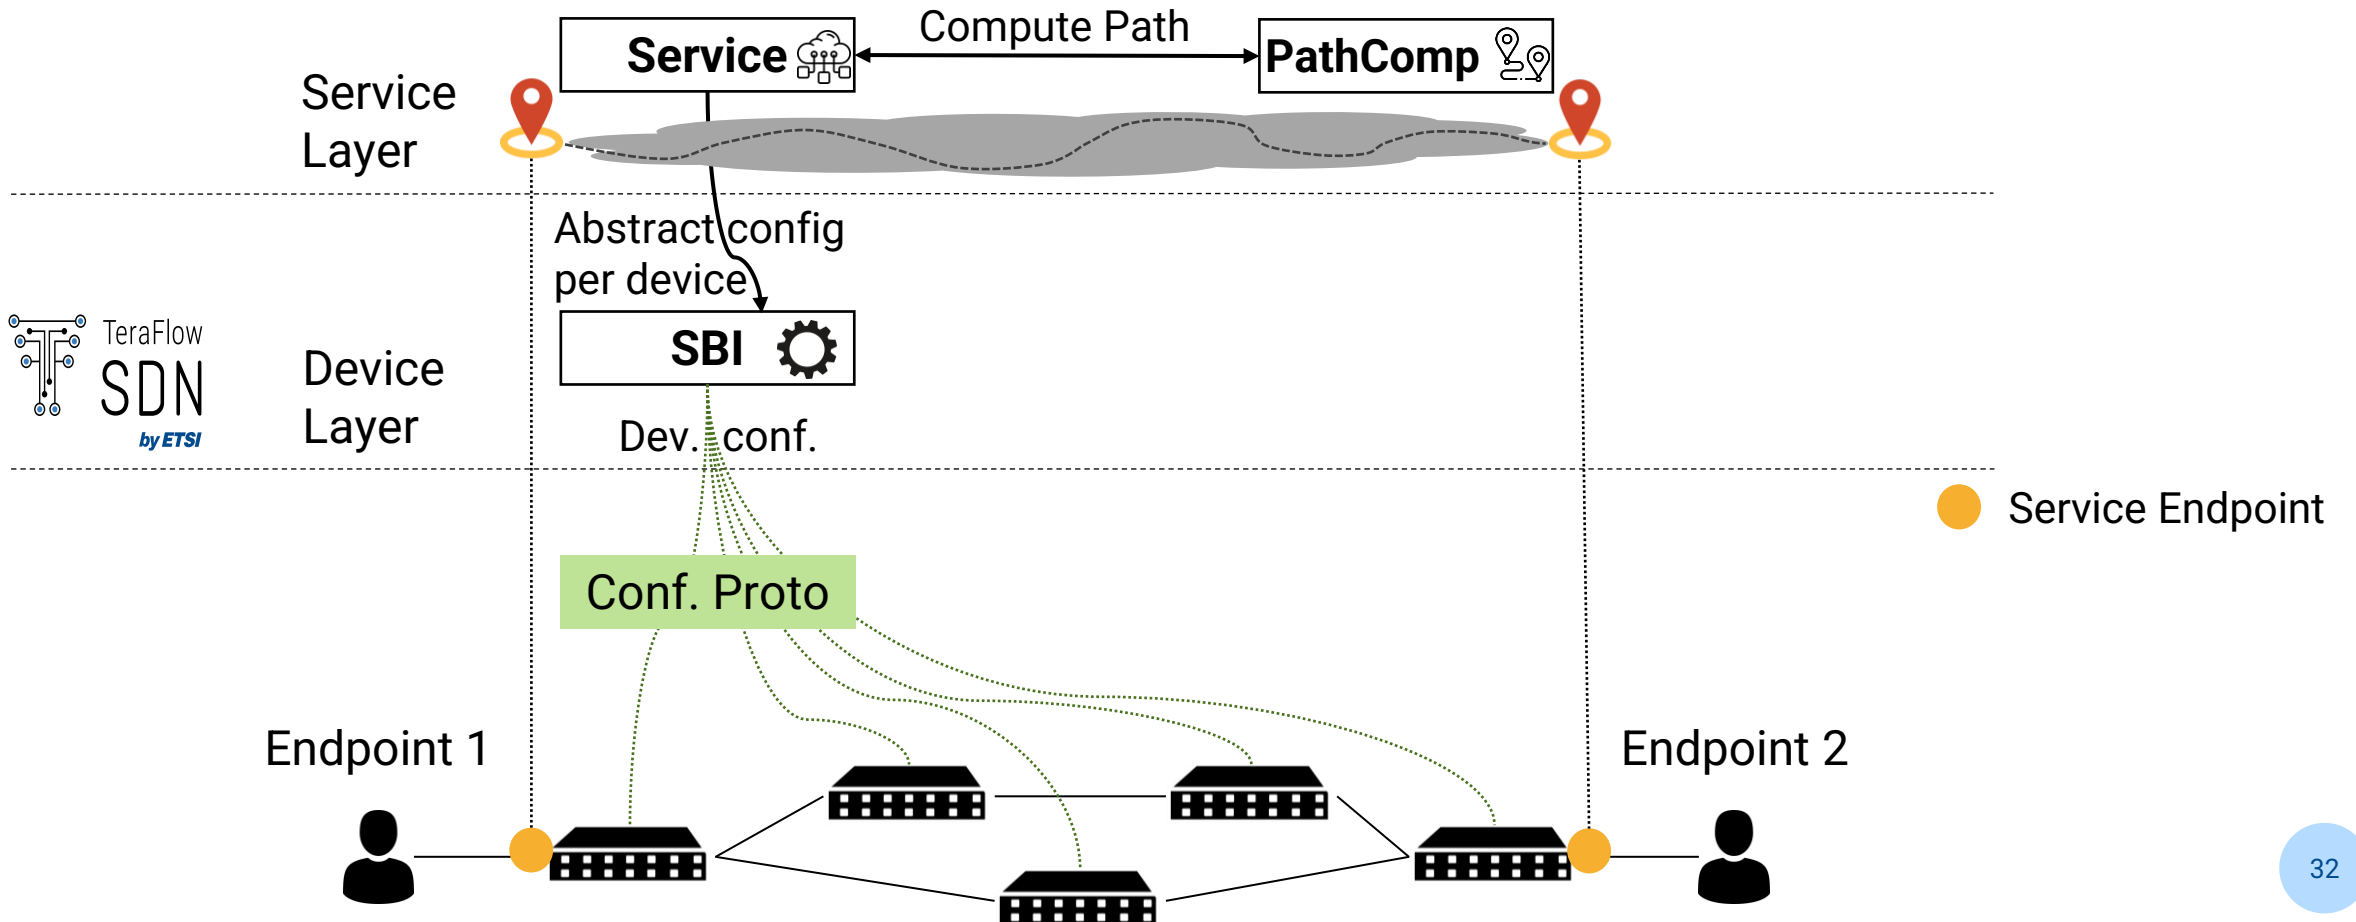 Service
Compute Path
PathComp
Service
Layer
Abstract config
per device
TeraFlow
SDN
by ETSI
SBI
Device
Layer
Dev. conf.
Service Endpoint
Conf. Proto
Endpoint 1
Endpoint 2
32